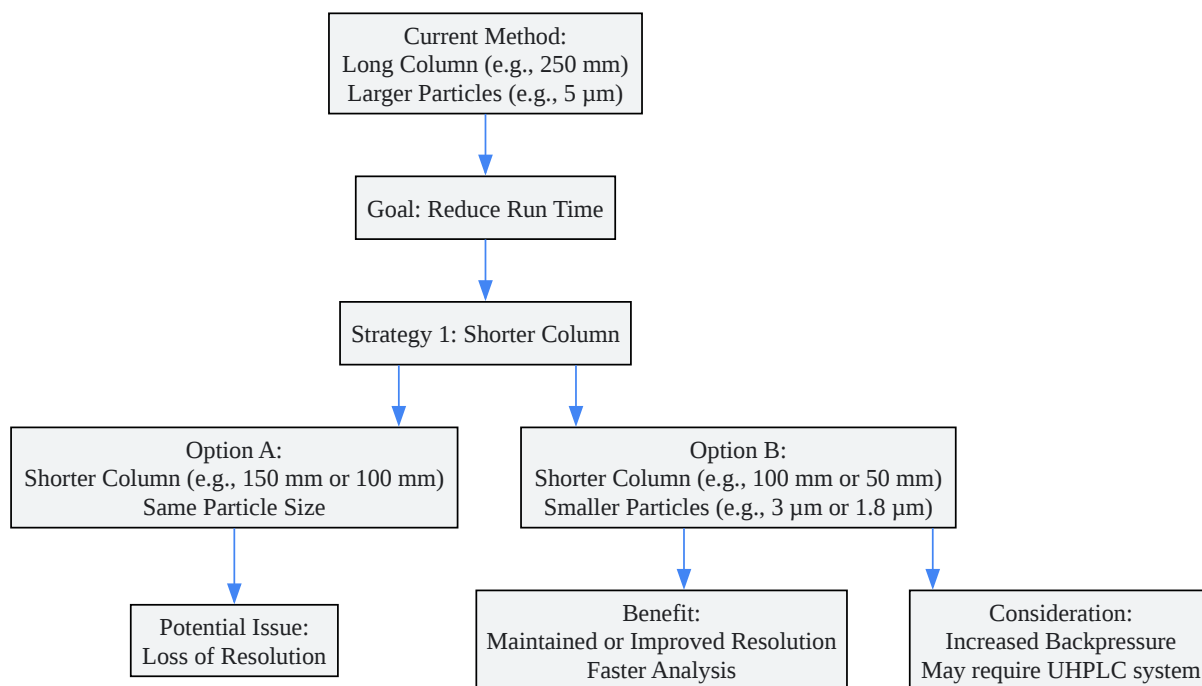 Current Method:
Long Column (e.g., 250 mm)
Larger Particles (e.g., 5 µm)
Goal: Reduce Run Time
Strategy 1: Shorter Column
Option A:
Shorter Column (e.g., 150 mm or 100 mm)
Same Particle Size
Option B:
Shorter Column (e.g., 100 mm or 50 mm)
Smaller Particles (e.g., 3 µm or 1.8 µm)
Potential Issue:
Loss of Resolution
Benefit:
Maintained or Improved Resolution
Faster Analysis
Consideration:
Increased Backpressure
May require UHPLC system